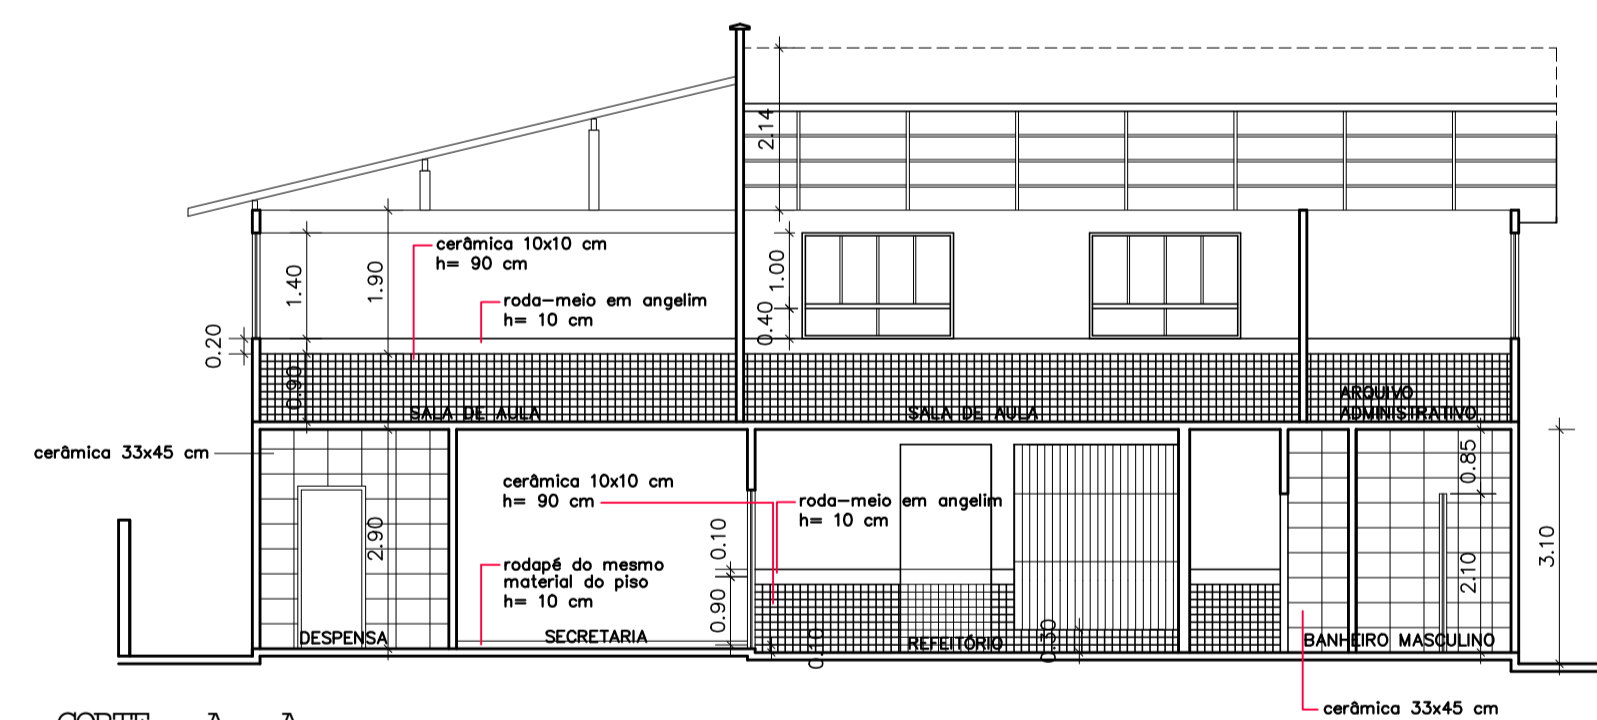 2.14
cerâmica 10x10 cm
h= 90 cm
1.40
1.90
1.00
roda-meio em angelim
h= 10 cm
0.40
0.20
0.90
SALA DE AULA
SALA DE AULA
ARQUIVO
ADMINISTRATIVO
cerâmica 33x45 cm
0.85
cerâmica 10x10 cm
h= 90 cm
roda-meio em angelim
h= 10 cm
2.90
0.10
3.10
rodapé do mesmo
material do piso
h= 10 cm
2.10
0.90
DESPENSA
SECRETARIA
0.10
REFEITÓRIO
0.30
BANHEIRO MASCULINO
cerâmica 33x45 cm
CORTE A A